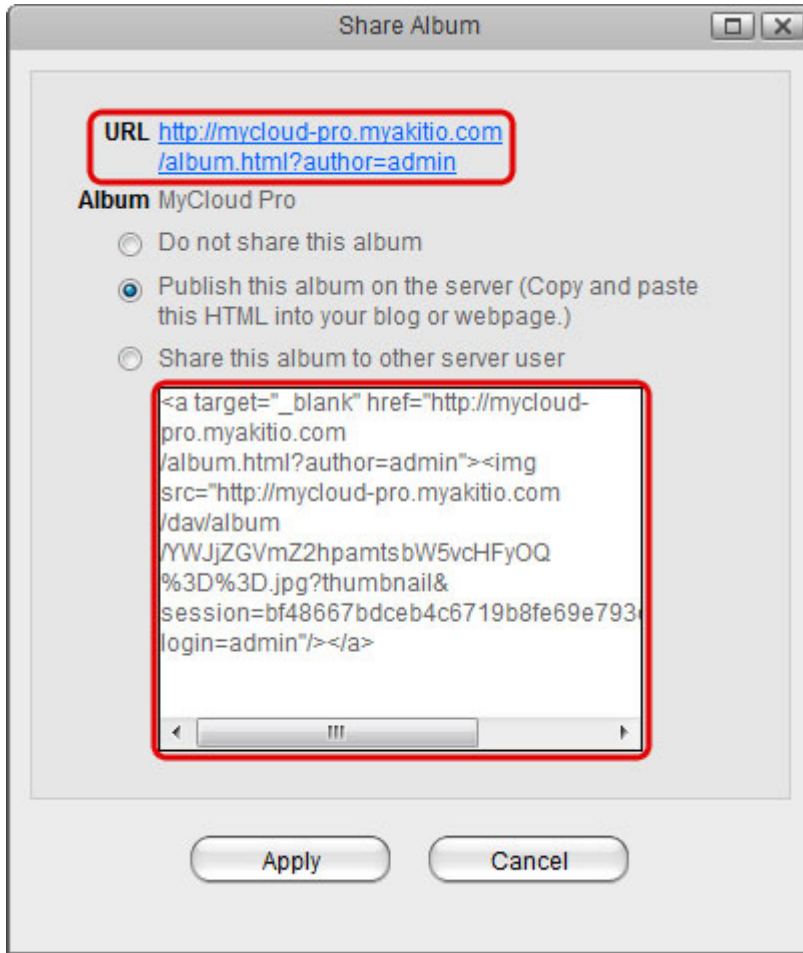 Share Album
URL http://mycloud-pro.myakitio.com
/album.html?author=admin
Album MyCloud Pro
Do not share this album
Publish this album on the server (Copy and paste
this HTML into your blog or webpage.)
Share this album to other server user
<a target="_blank" href="http://mycloud-
pro.myakitio.com
/album.html?author=admin"><img
src="http://mycloud-pro.myakitio.com
/dav/album
/YWJjZGVmZ2hpamtsbW5vcHFyOQ
%3D%3D.jpg?thumbnail&
session=bf48667bdceb4c6719b8fe69e793
login=admin"/></a>
Apply
Cancel